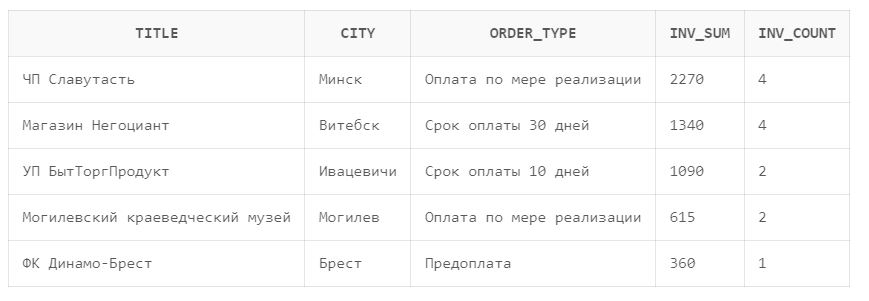 TITLE CITY ORDER_TYPE INV_SUM INV_COUNT
ЧП Славутасть Минск Оплата по мере реализации 2270 4
Магазин Негоциант Витебск Срок оплаты 30 дней 1340 4
УП БытТоргПродукт Ивацевичи Срок оплаты 10 дней 1090 2
Могилевский краеведческий музей Могилев Оплата по мере реализации 615 2
ФК Динамо-Брест Брест Предоплата 360 1